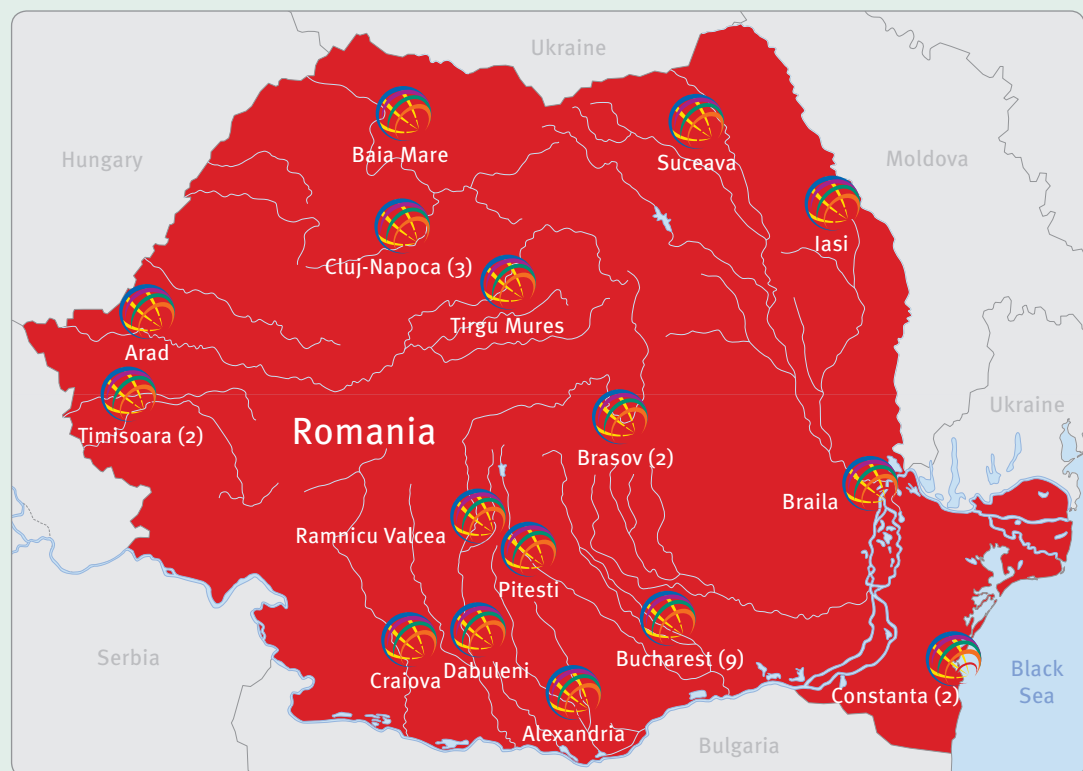 Ukraine
Hungary
Baia Mare
Suceava
Moldova
Cluj-Napoca (3)
Iasi
Tirgu Mures
Arad
Timisoara (2)
Romania
Brasov (2)
Ukraine
Braila
Ramnicu Valcea
Pitesti
Serbia
Craiova
Dabuleni
Bucharest (9)
Constanta (2)
Black
Sea
Alexandria
Bulgaria